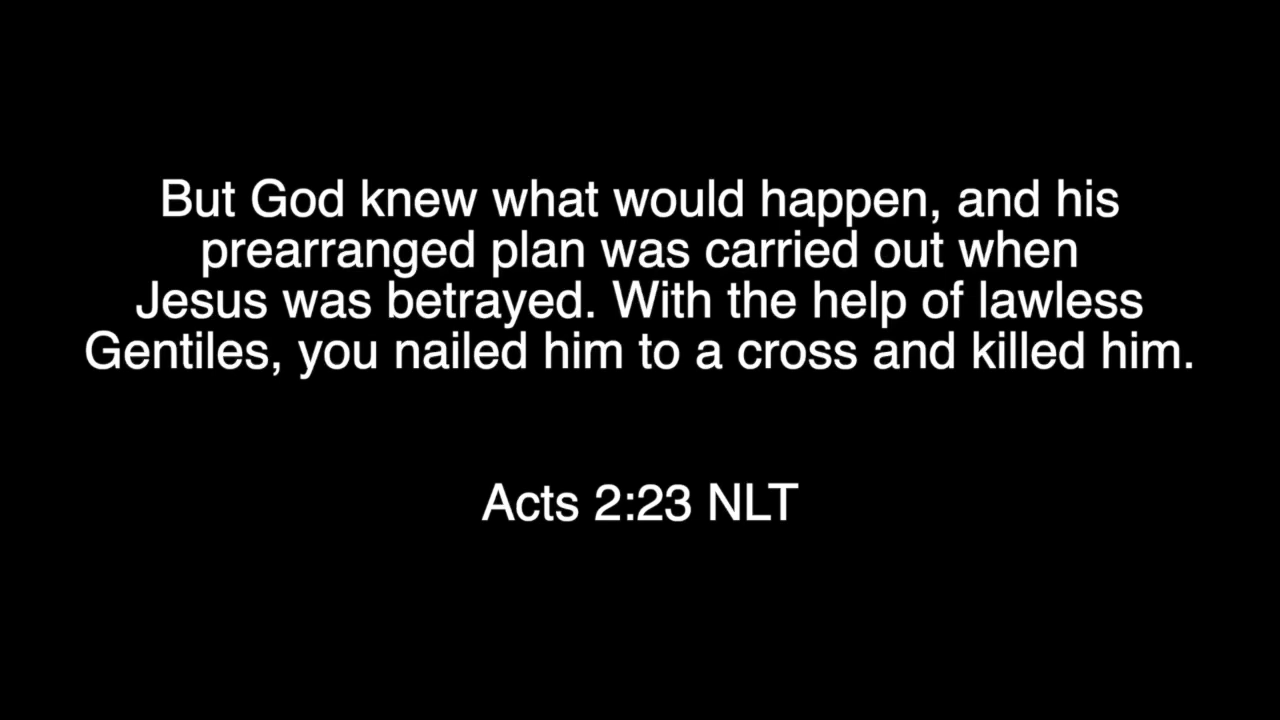 But God knew what would happen, and his
prearranged plan was carried out when
Jesus was betrayed. With the help of lawless
Gentiles, you nailed him to a cross and killed him.
Acts 2:23 NLT